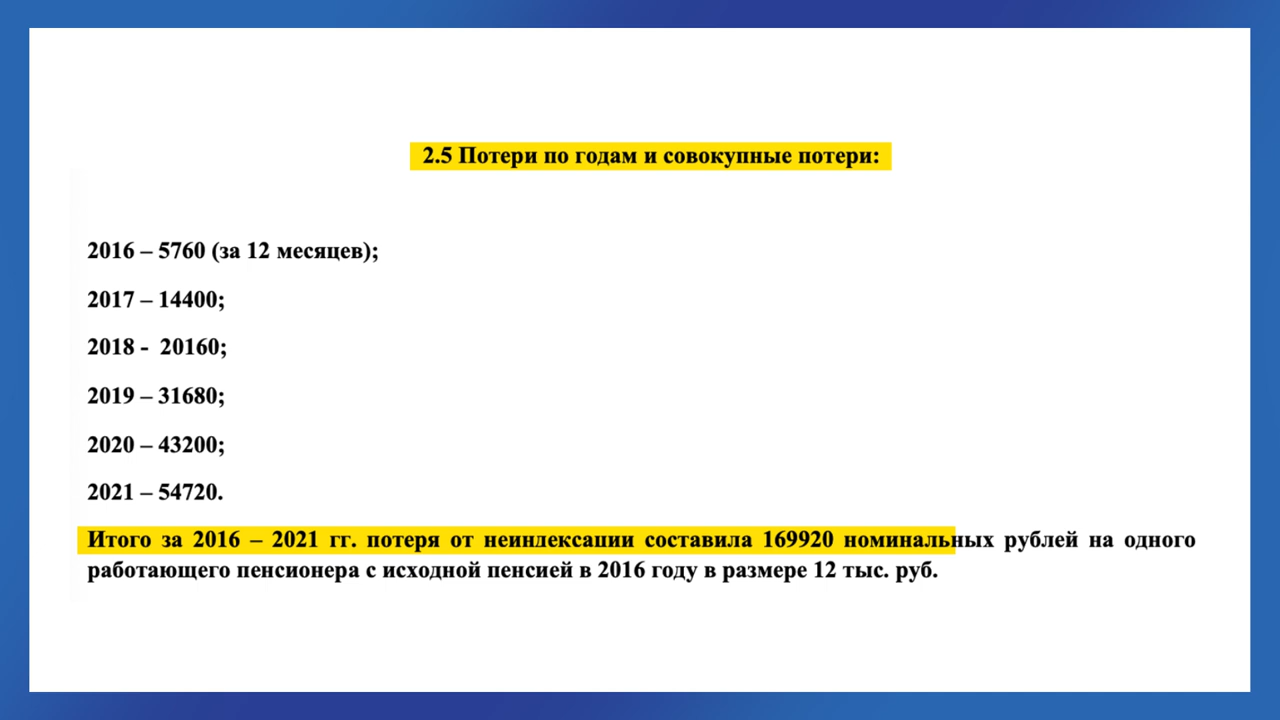 2.5 Потери по годам и совокупные потери:
2016 – 5760 (за 12 месяцев);
2017 – 14400;
2018 - 20160;
2019 – 31680;
2020 – 43200;
2021 – 54720.
Итого за 2016 – 2021 гг. потеря от неиндексации составила 169920 номинальных рублей на одного
работающего пенсионера с исходной пенсией в 2016 году в размере 12 тыс. руб.